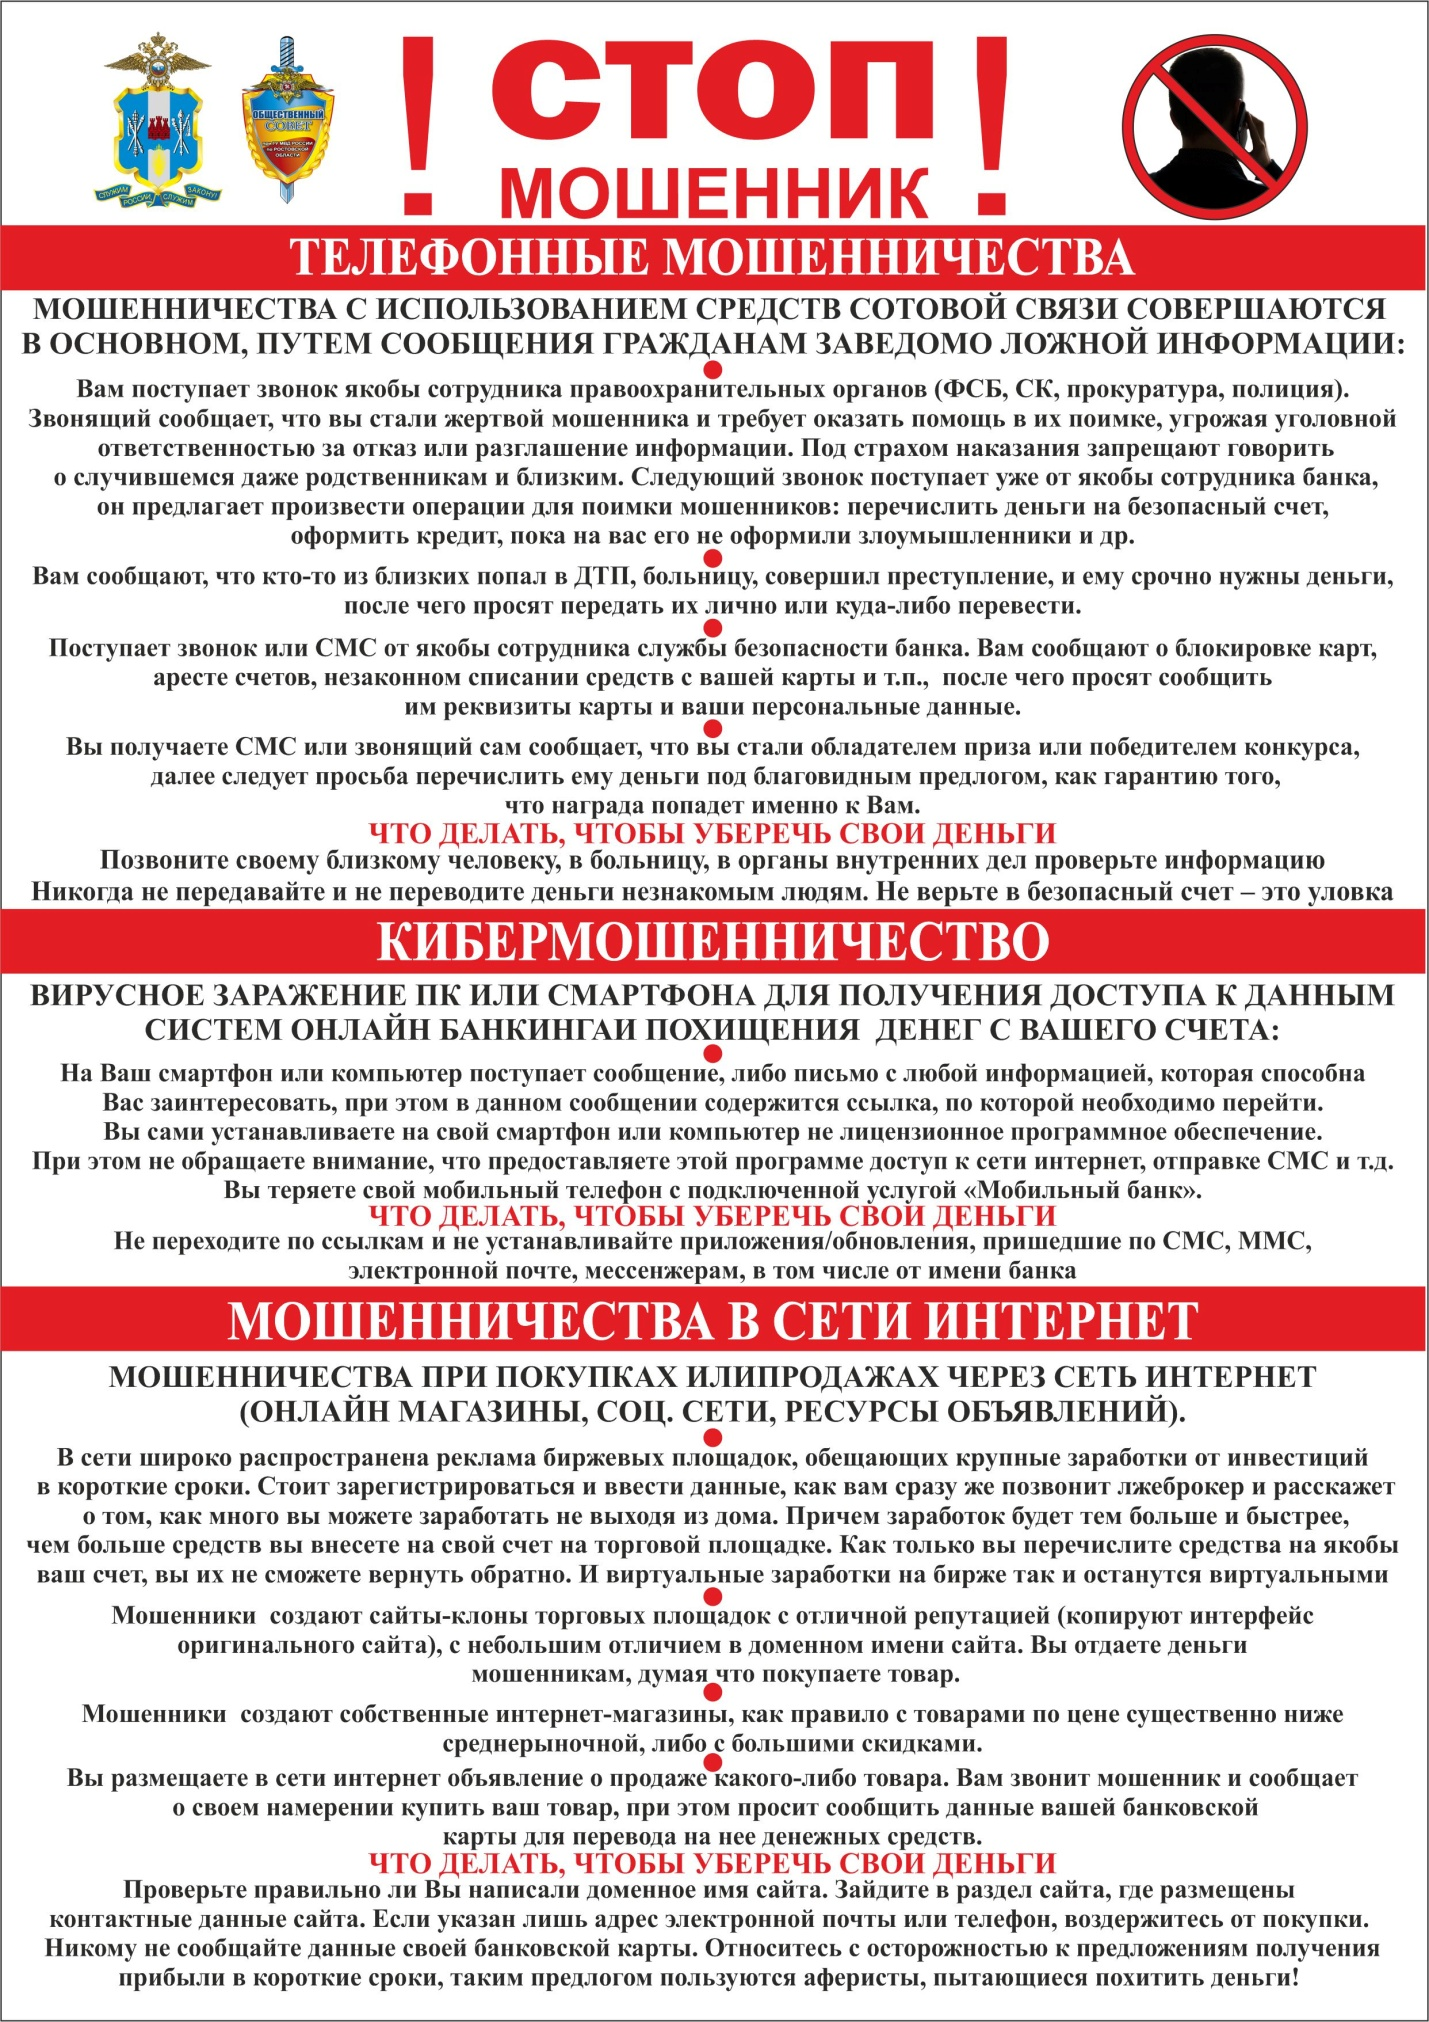 ! СТОП !
МОШЕННИК
ОБЩЕСТВЕННЫЙ
СОВЕТ
ПРИ ГУ МВД РОССИИ
ПО РОСТОВСКОЙ
ОБЛАСТИ
СЛУЖИМ РОССИИ, СЛУЖИМ ЗАКОНУ!
ТЕЛЕФОННЫЕ МОШЕННИЧЕСТВА
МОШЕННИЧЕСТВА С ИСПОЛЬЗОВАНИЕМ СРЕДСТВ СОТОВОЙ СВЯЗИ СОВЕРШАЮТСЯ
В ОСНОВНОМ, ПУТЕМ СООБЩЕНИЯ ГРАЖДАНАМ ЗАВЕДОМО ЛОЖНОЙ ИНФОРМАЦИИ:
Вам поступает звонок якобы сотрудника правоохранительных органов (ФСБ, СК, прокуратура, полиция).
Звонящий сообщает, что вы стали жертвой мошенника и требует оказать помощь в их поимке, угрожая уголовной
ответственностью за отказ или разглашение информации. Под страхом наказания запрещают говорить
о случившемся даже родственникам и близким. Следующий звонок поступает уже от якобы сотрудника банка,
он предлагает произвести операции для поимки мошенников: перечислить деньги на безопасный счет,
оформить кредит, пока на вас его не оформили злоумышленники и др.
Вам сообщают, что кто-то из близких попал в ДТП, больницу, совершил преступление, и ему срочно нужны деньги,
после чего просят передать их лично или куда-либо перевести.
Поступает звонок или СМС от якобы сотрудника службы безопасности банка. Вам сообщают о блокировке карт,
аресте счетов, незаконном списании средств с вашей карты и т.п., после чего просят сообщить
им реквизиты карты и ваши персональные данные.
Вы получаете СМС или звонящий сам сообщает, что вы стали обладателем приза или победителем конкурса,
далее следует просьба перечислить ему деньги под благовидным предлогом, как гарантию того,
что награда попадет именно к Вам.
ЧТО ДЕЛАТЬ, ЧТОБЫ УБЕРЕЧЬ СВОИ ДЕНЬГИ
Позвоните своему близкому человеку, в больницу, в органы внутренних дел проверьте информацию
Никогда не передавайте и не переводите деньги незнакомым людям. Не верьте в безопасный счет – это уловка
КИБЕРМОШЕННИЧЕСТВО
ВИРУСНОЕ ЗАРАЖЕНИЕ ПК ИЛИ СМАРТФОНА ДЛЯ ПОЛУЧЕНИЯ ДОСТУПА К ДАННЫМ
СИСТЕМ ОНЛАЙН БАНКИНГАИ ПОХИЩЕНИЯ ДЕНЕГ С ВАШЕГО СЧЕТА:
На Ваш смартфон или компьютер поступает сообщение, либо письмо с любой информацией, которая способна
Вас заинтересовать, при этом в данном сообщении содержится ссылка, по которой необходимо перейти.
Вы сами устанавливаете на свой смартфон или компьютер не лицензионное программное обеспечение.
При этом не обращаете внимание, что предоставляете этой программе доступ к сети интернет, отправке СМС и т.д.
Вы теряете свой мобильный телефон с подключенной услугой «Мобильный банк».
ЧТО ДЕЛАТЬ, ЧТОБЫ УБЕРЕЧЬ СВОИ ДЕНЬГИ
Не переходите по ссылкам и не устанавливайте приложения/обновления, пришедшие по СМС, ММС,
электронной почте, мессенжерам, в том числе от имени банка
МОШЕННИЧЕСТВА В СЕТИ ИНТЕРНЕТ
МОШЕННИЧЕСТВА ПРИ ПОКУПКАХ ИЛИПРОДАЖАХ ЧЕРЕЗ СЕТЬ ИНТЕРНЕТ
(ОНЛАЙН МАГАЗИНЫ, СОЦ. СЕТИ, РЕСУРСЫ ОБЪЯВЛЕНИЙ).
В сети широко распространена реклама биржевых площадок, обещающих крупные заработки от инвестиций
в короткие сроки. Стоит зарегистрироваться и ввести данные, как вам сразу же позвонит лжеброкер и расскажет
о том, как много вы можете заработать не выходя из дома. Причем заработок будет тем больше и быстрее,
чем больше средств вы внесете на свой счет на торговой площадке. Как только вы перечислите средства на якобы
ваш счет, вы их не сможете вернуть обратно. И виртуальные заработки на бирже так и останутся виртуальными
Мошенники создают сайты-клоны торговых площадок с отличной репутацией (копируют интерфейс
оригинального сайта), с небольшим отличием в доменном имени сайта. Вы отдаете деньги
мошенникам, думая что покупаете товар.
Мошенники создают собственные интернет-магазины, как правило с товарами по цене существенно ниже
среднерыночной, либо с большими скидками.
Вы размещаете в сети интернет объявление о продаже какого-либо товара. Вам звонит мошенник и сообщает
о своем намерении купить ваш товар, при этом просит сообщить данные вашей банковской
карты для перевода на нее денежных средств.
ЧТО ДЕЛАТЬ, ЧТОБЫ УБЕРЕЧЬ СВОИ ДЕНЬГИ
Проверьте правильно ли Вы написали доменное имя сайта. Зайдите в раздел сайта, где размещены
контактные данные сайта. Если указан лишь адрес электронной почты или телефон, воздержитесь от покупки.
Никому не сообщайте данные своей банковской карты. Относитесь с осторожностью к предложениям получения
прибыли в короткие сроки, таким предлогом пользуются аферисты, пытающиеся похитить деньги!